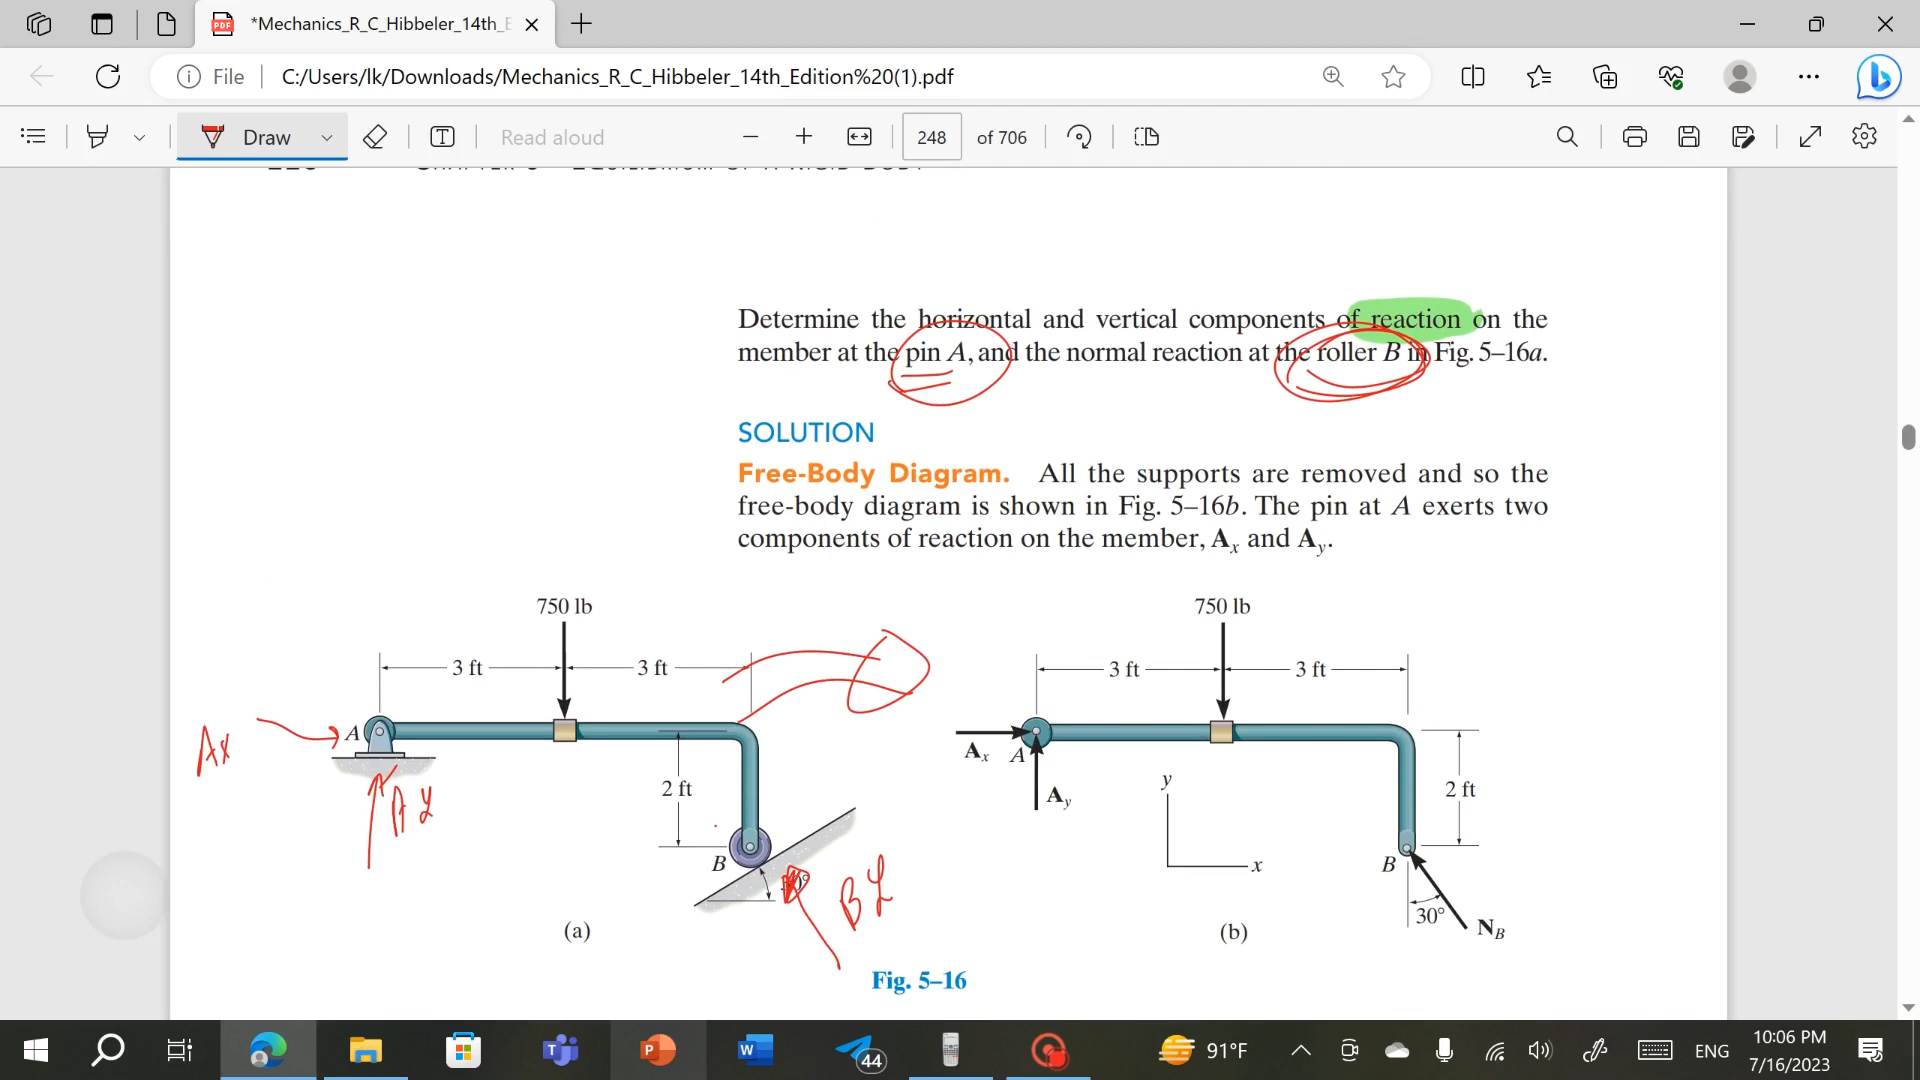 *Mechanics_R_C_Hibbeler_14th_E
File
C:/Users/lk/Downloads/Mechanics_R_C_Hibbeler_14th_Edition%20(1).pdf
Draw
Read aloud
248 of 706
Determine the horizontal and vertical components of reaction on the
member at the pin A, and the normal reaction at the roller B in Fig. 5–16a.
SOLUTION
Free-Body Diagram. All the supports are removed and so the
free-body diagram is shown in Fig. 5–16b. The pin at A exerts two
components of reaction on the member, Ax and Ay.
750 lb
3 ft
3 ft
Ax
A
Ay
2 ft
B
By
(a)
750 lb
3 ft
3 ft
Ax
A
Ay
y
x
2 ft
B
30°
NB
(b)
Fig. 5–16
44
91°F
ENG
10:06 PM
7/16/2023